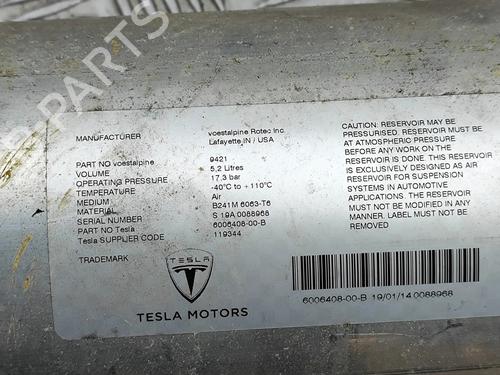 B-PARTS
MANUFACTURER voestalpine Rotec Inc.
Lafayette IN / USA
PART NO voestalpine 9421
VOLUME 5,2 Litres
OPERATING PRESSURE 17.3 bar
TEMPERATURE -40°C to +110°C
MEDIUM Air
MATERIAL B241M 6063-T6
SERIAL NUMBER S 19A 0088968
PART NO Tesla 6006408-00-B
Tesla SUPPLIER CODE 119344
TRADEMARK
TESLA
TESLA MOTORS
CAUTION: RESERVOIR MAY BE
PRESSURISED. RESERVOIR MUST BE
AT ATMOSPHERIC PRESSURE
BEFORE ANY WORK ON THE
RESERVOIR IS DONE. THIS RESERVOIR
IS EXCLUSIVELY DESIGNED AS AIR
RESERVOIR FOR SUSPENSION
SYSTEMS IN AUTOMOTIVE
APPLICATIONS. THE RESERVOIR
MUST NOT BE ALTERED IN ANY
MANNER. LABEL MUST NOT BE
REMOVED
6006408-00-B 19/01/14 0088968